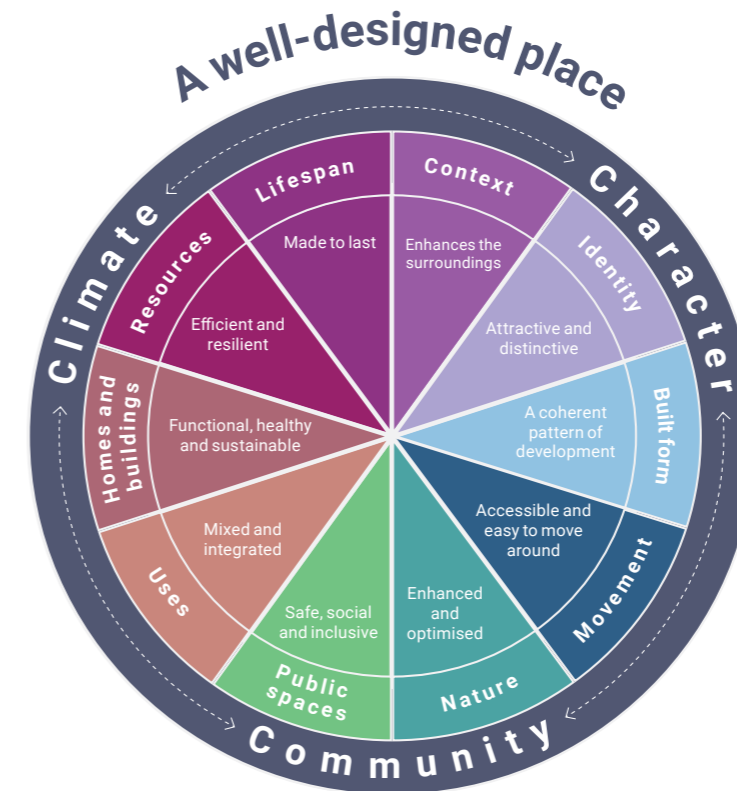 A well-designed place
Climate
Character
Community
Context
Enhances the
surroundings
Identity
Attractive and
distinctive
Built form
A coherent
pattern of
development
Movement
Accessible and
easy to move
around
Nature
Enhanced
and
optimised
Public
spaces
Safe, social
and inclusive
Uses
Mixed and
integrated
Homes and
buildings
Functional, healthy
and sustainable
Resources
Efficient and
resilient
Lifespan
Made to last